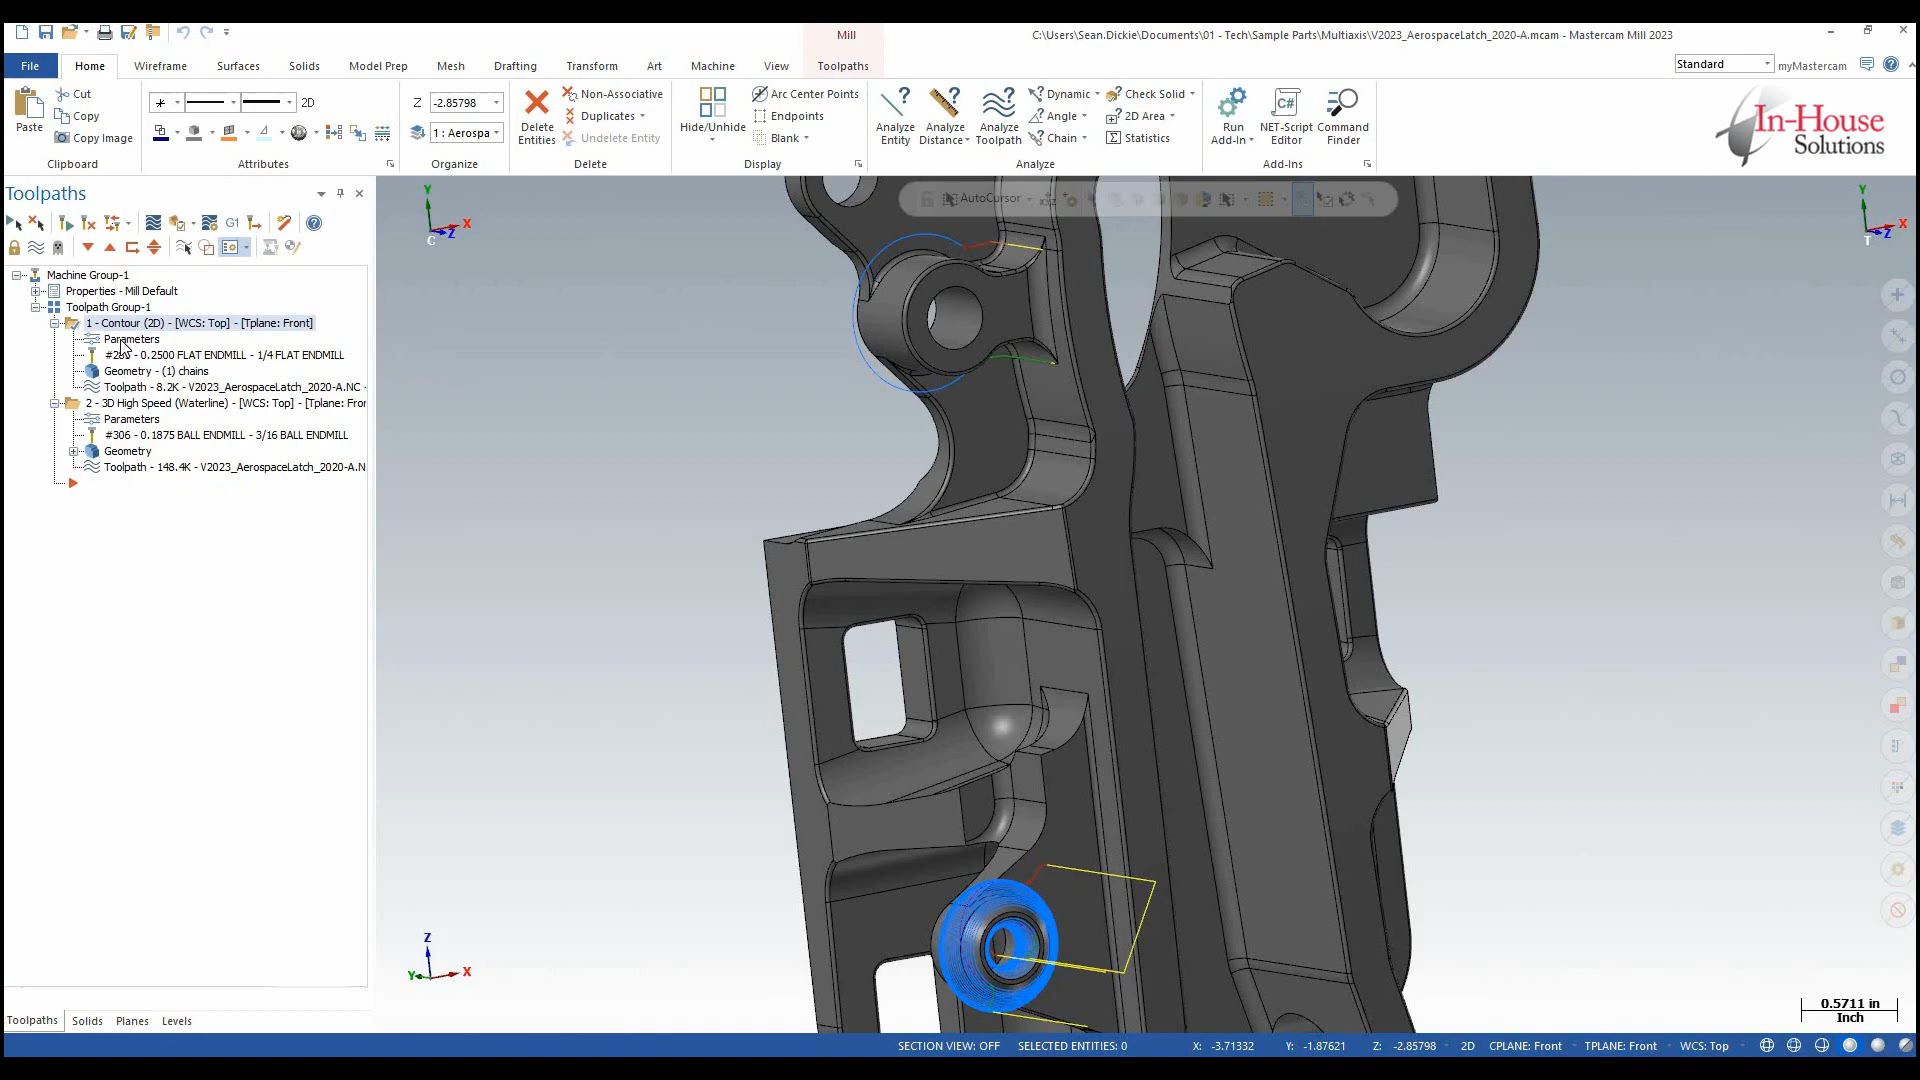 Mill
C:\Users\Sean.Dickie\Documents\01 - Tech\Sample Parts\Multiaxis\V2023_AerospaceLatch_2020-A.mcam - Mastercam Mill 2023
File Home Wireframe Surfaces Solids Model Prep Mesh Drafting Transform Art Machine View Toolpaths
Standard myMastercam
Paste
Cut
Copy
Copy Image
Clipboard
2D
Attributes
Z -2.85798
1 : Aerospa
Organize
Delete Entities
Non-Associative
Duplicates
Undelete Entity
Delete
Hide/Unhide
Arc Center Points
Endpoints
Blank
Display
Analyze Entity
Analyze Distance
Analyze Toolpath
Dynamic
Angle
Chain
Check Solid
2D Area
Statistics
Analyze
Run Add-In
C#
NET-Script Editor
Command Finder
Add-Ins
In-House
Solutions
Toolpaths
G1
Machine Group-1
Properties - Mill Default
Toolpath Group-1
1 - Contour (2D) - [WCS: Top] - [Tplane: Front]
Parameters
- 0.2500 FLAT ENDMILL - 1/4 FLAT ENDMILL
Geometry - (1) chains
Toolpath - 8.2K - V2023_AerospaceLatch_2020-A.NC -
2 - 3D High Speed (Waterline) - [WCS: Top] - [Tplane: Fror
Parameters
#306 - 0.1875 BALL ENDMILL - 3/16 BALL ENDMILL
Geometry
Toolpath - 148.4K - V2023_AerospaceLatch_2020-A.N
AutoCursor
Y X Z C
Y X Z T
Z Y X
0.5711 in
Inch
Toolpaths Solids Planes Levels
SECTION VIEW: OFF SELECTED ENTITIES: 0 X: -3.71332 Y: -1.87621 Z: -2.85798 2D CPLANE: Front TPLANE: Front WCS: Top